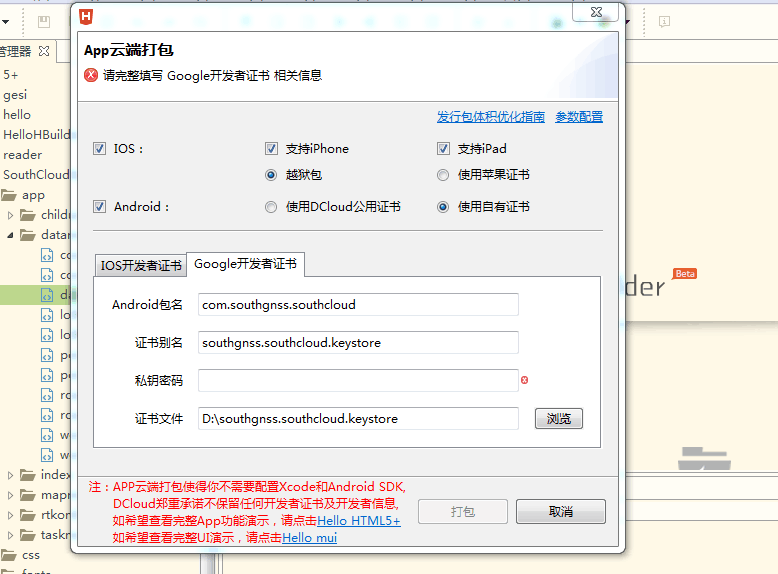 App云端打包
请完整填写 Google开发者证书 相关信息
发行包体积优化指南 参数配置
IOS： 支持iPhone 支持iPad
越狱包 使用苹果证书
Android： 使用DCloud公用证书 使用自有证书
IOS开发者证书 Google开发者证书
Android包名 com.southgnss.southcloud
证书别名 southgnss.southcloud.keystore
私钥密码
证书文件 D:\southgnss.southcloud.keystore 浏览
注：APP云端打包使得你不需要配置Xcode和Android SDK,
DCloud郑重承诺不保留任何开发者证书及开发者信息,
如希望查看完整App功能演示，请点击Hello HTML5+
如希望查看完整UI演示，请点击Hello mui
打包 取消
管理器
5+
gesi
hello
HelloHBuild
reader
SouthCloud
app
childr
datar
co
co
da
lo
lo
pe
pe
ro
ro
w
w
index
mapr
rtkon
taskn
css
der Beta